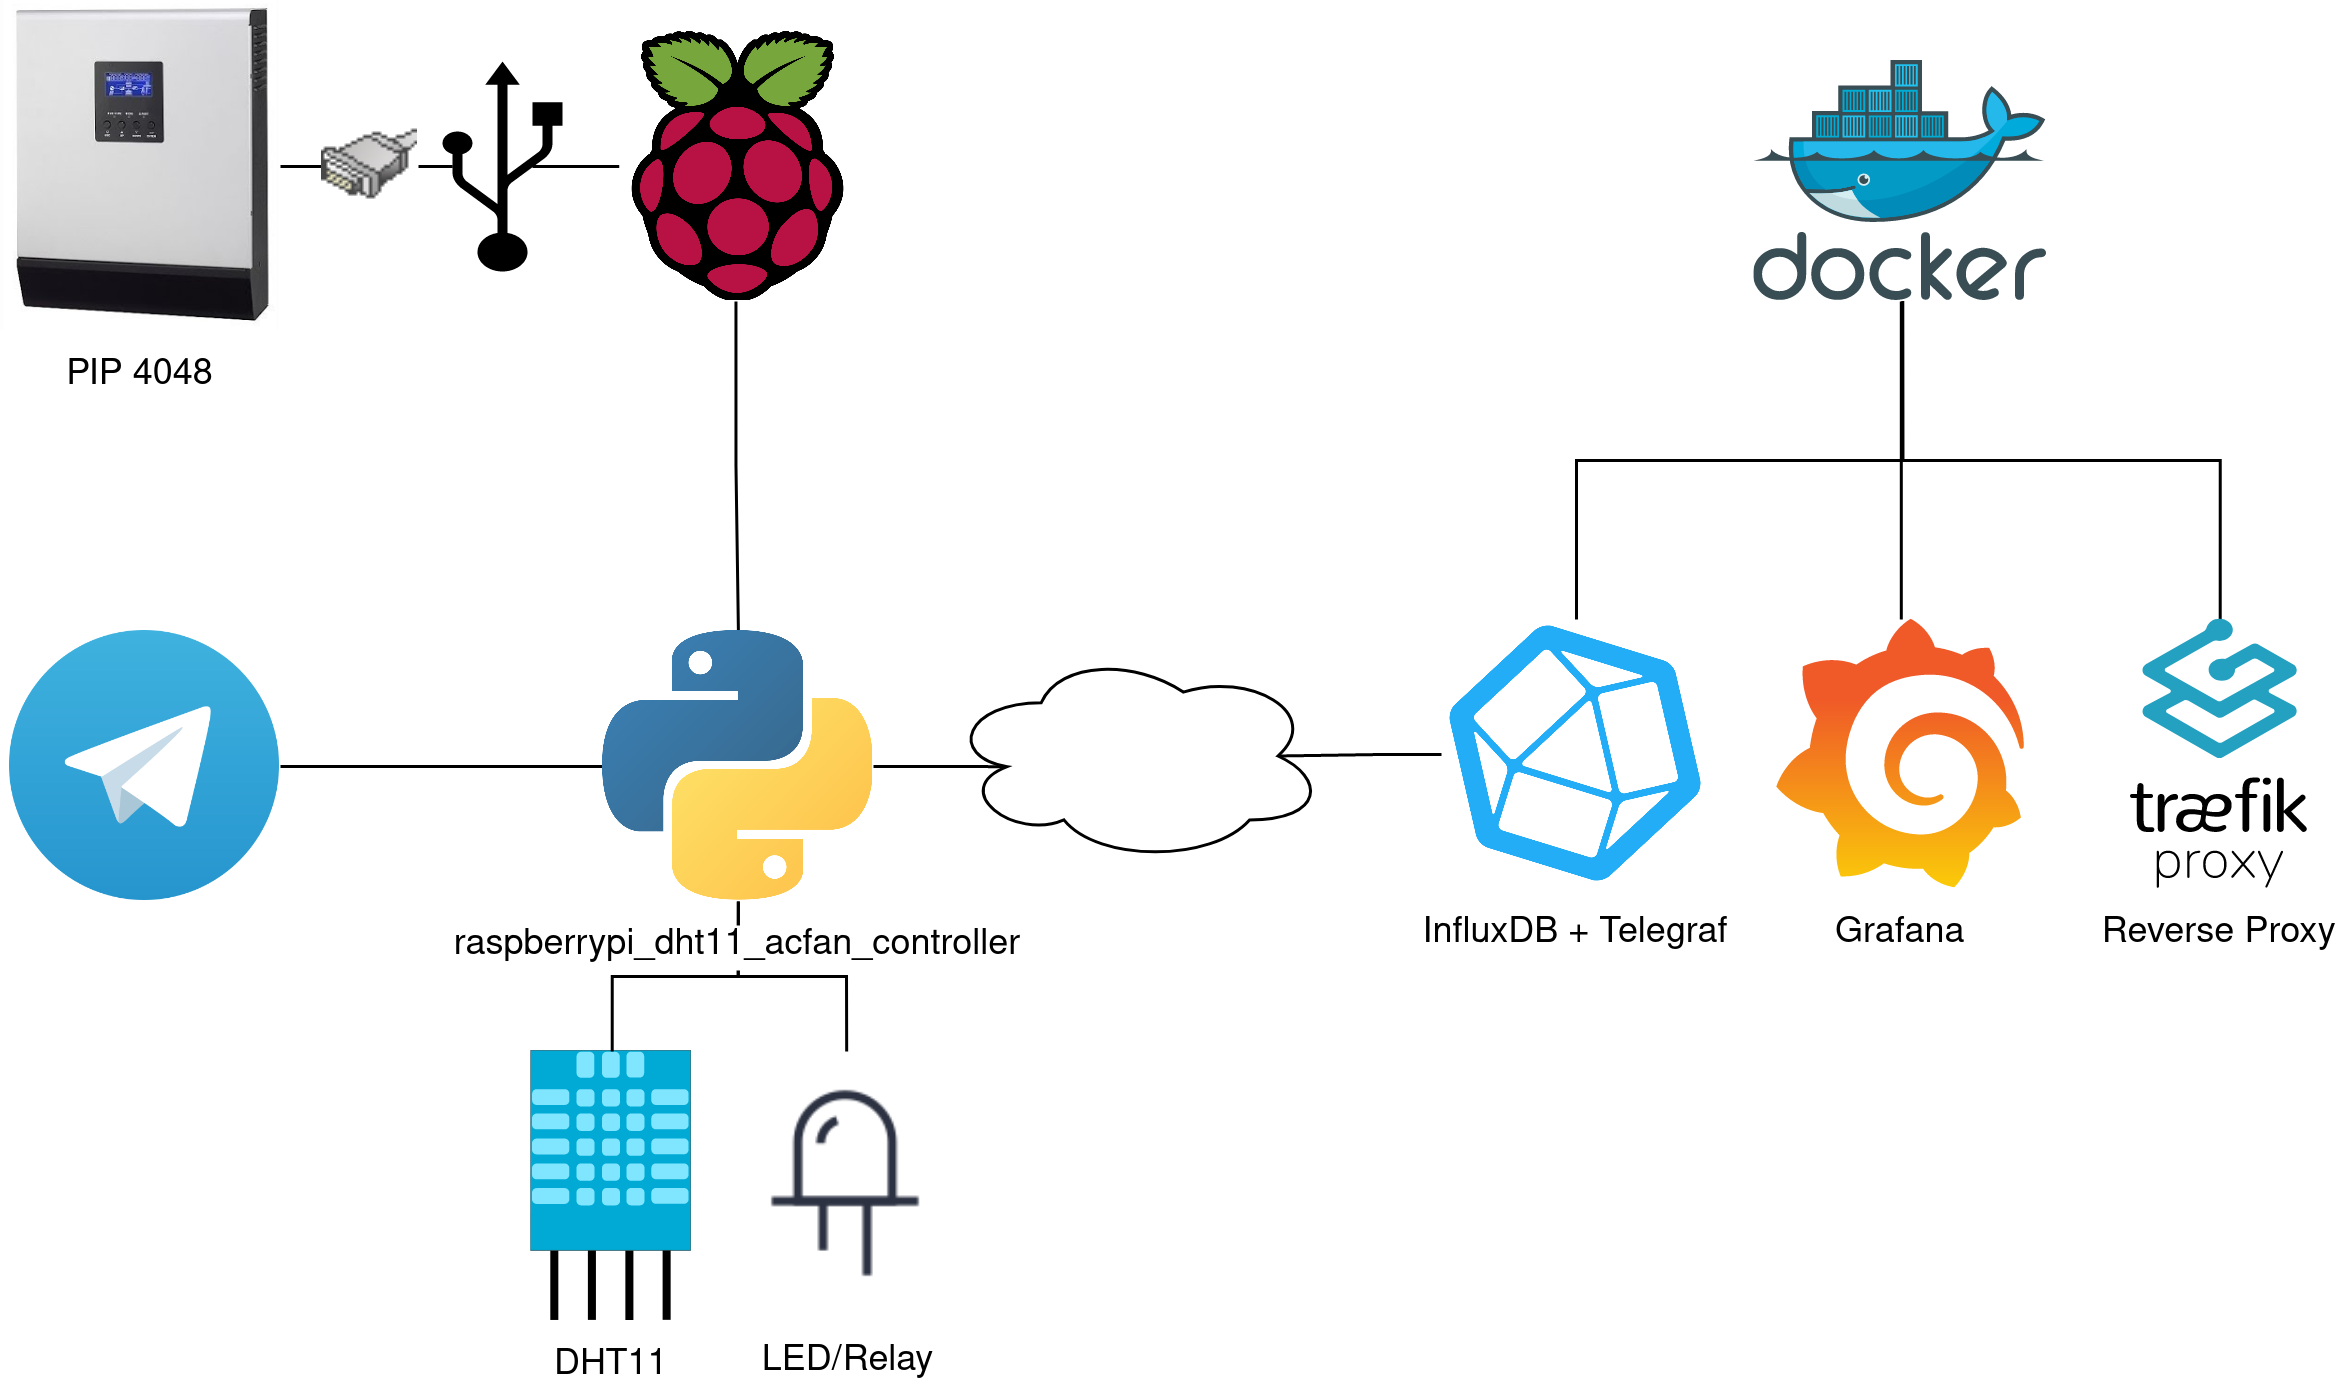 docker
PIP 4048
træfik
proxy
InfluxDB + Telegraf
Grafana
Reverse Proxy
raspberrypi_dht11_acfan_controller
DHT11
LED/Relay